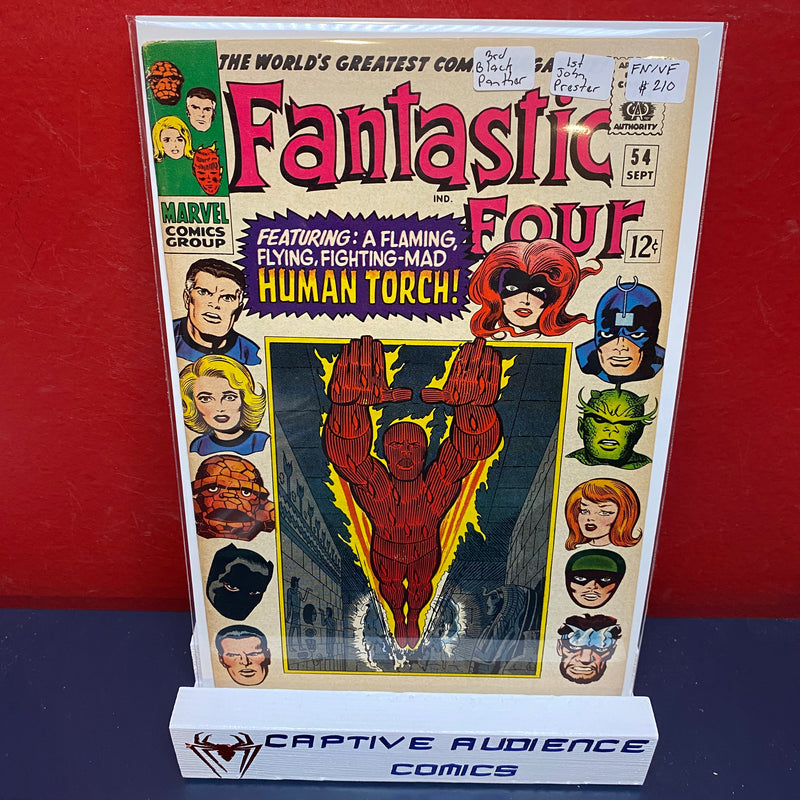 THE WORLD'S GREATEST COM
3rd
Black
Panther
1st
John
Prester
FN/VF
$210
AUTHORITY
Fantastic
Four
IND.
54
SEPT
12¢
MARVEL
COMICS
GROUP
FEATURING: A FLAMING,
FLYING, FIGHTING-MAD
HUMAN TORCH!
CAPTIVE AUDIENCE
COMICS